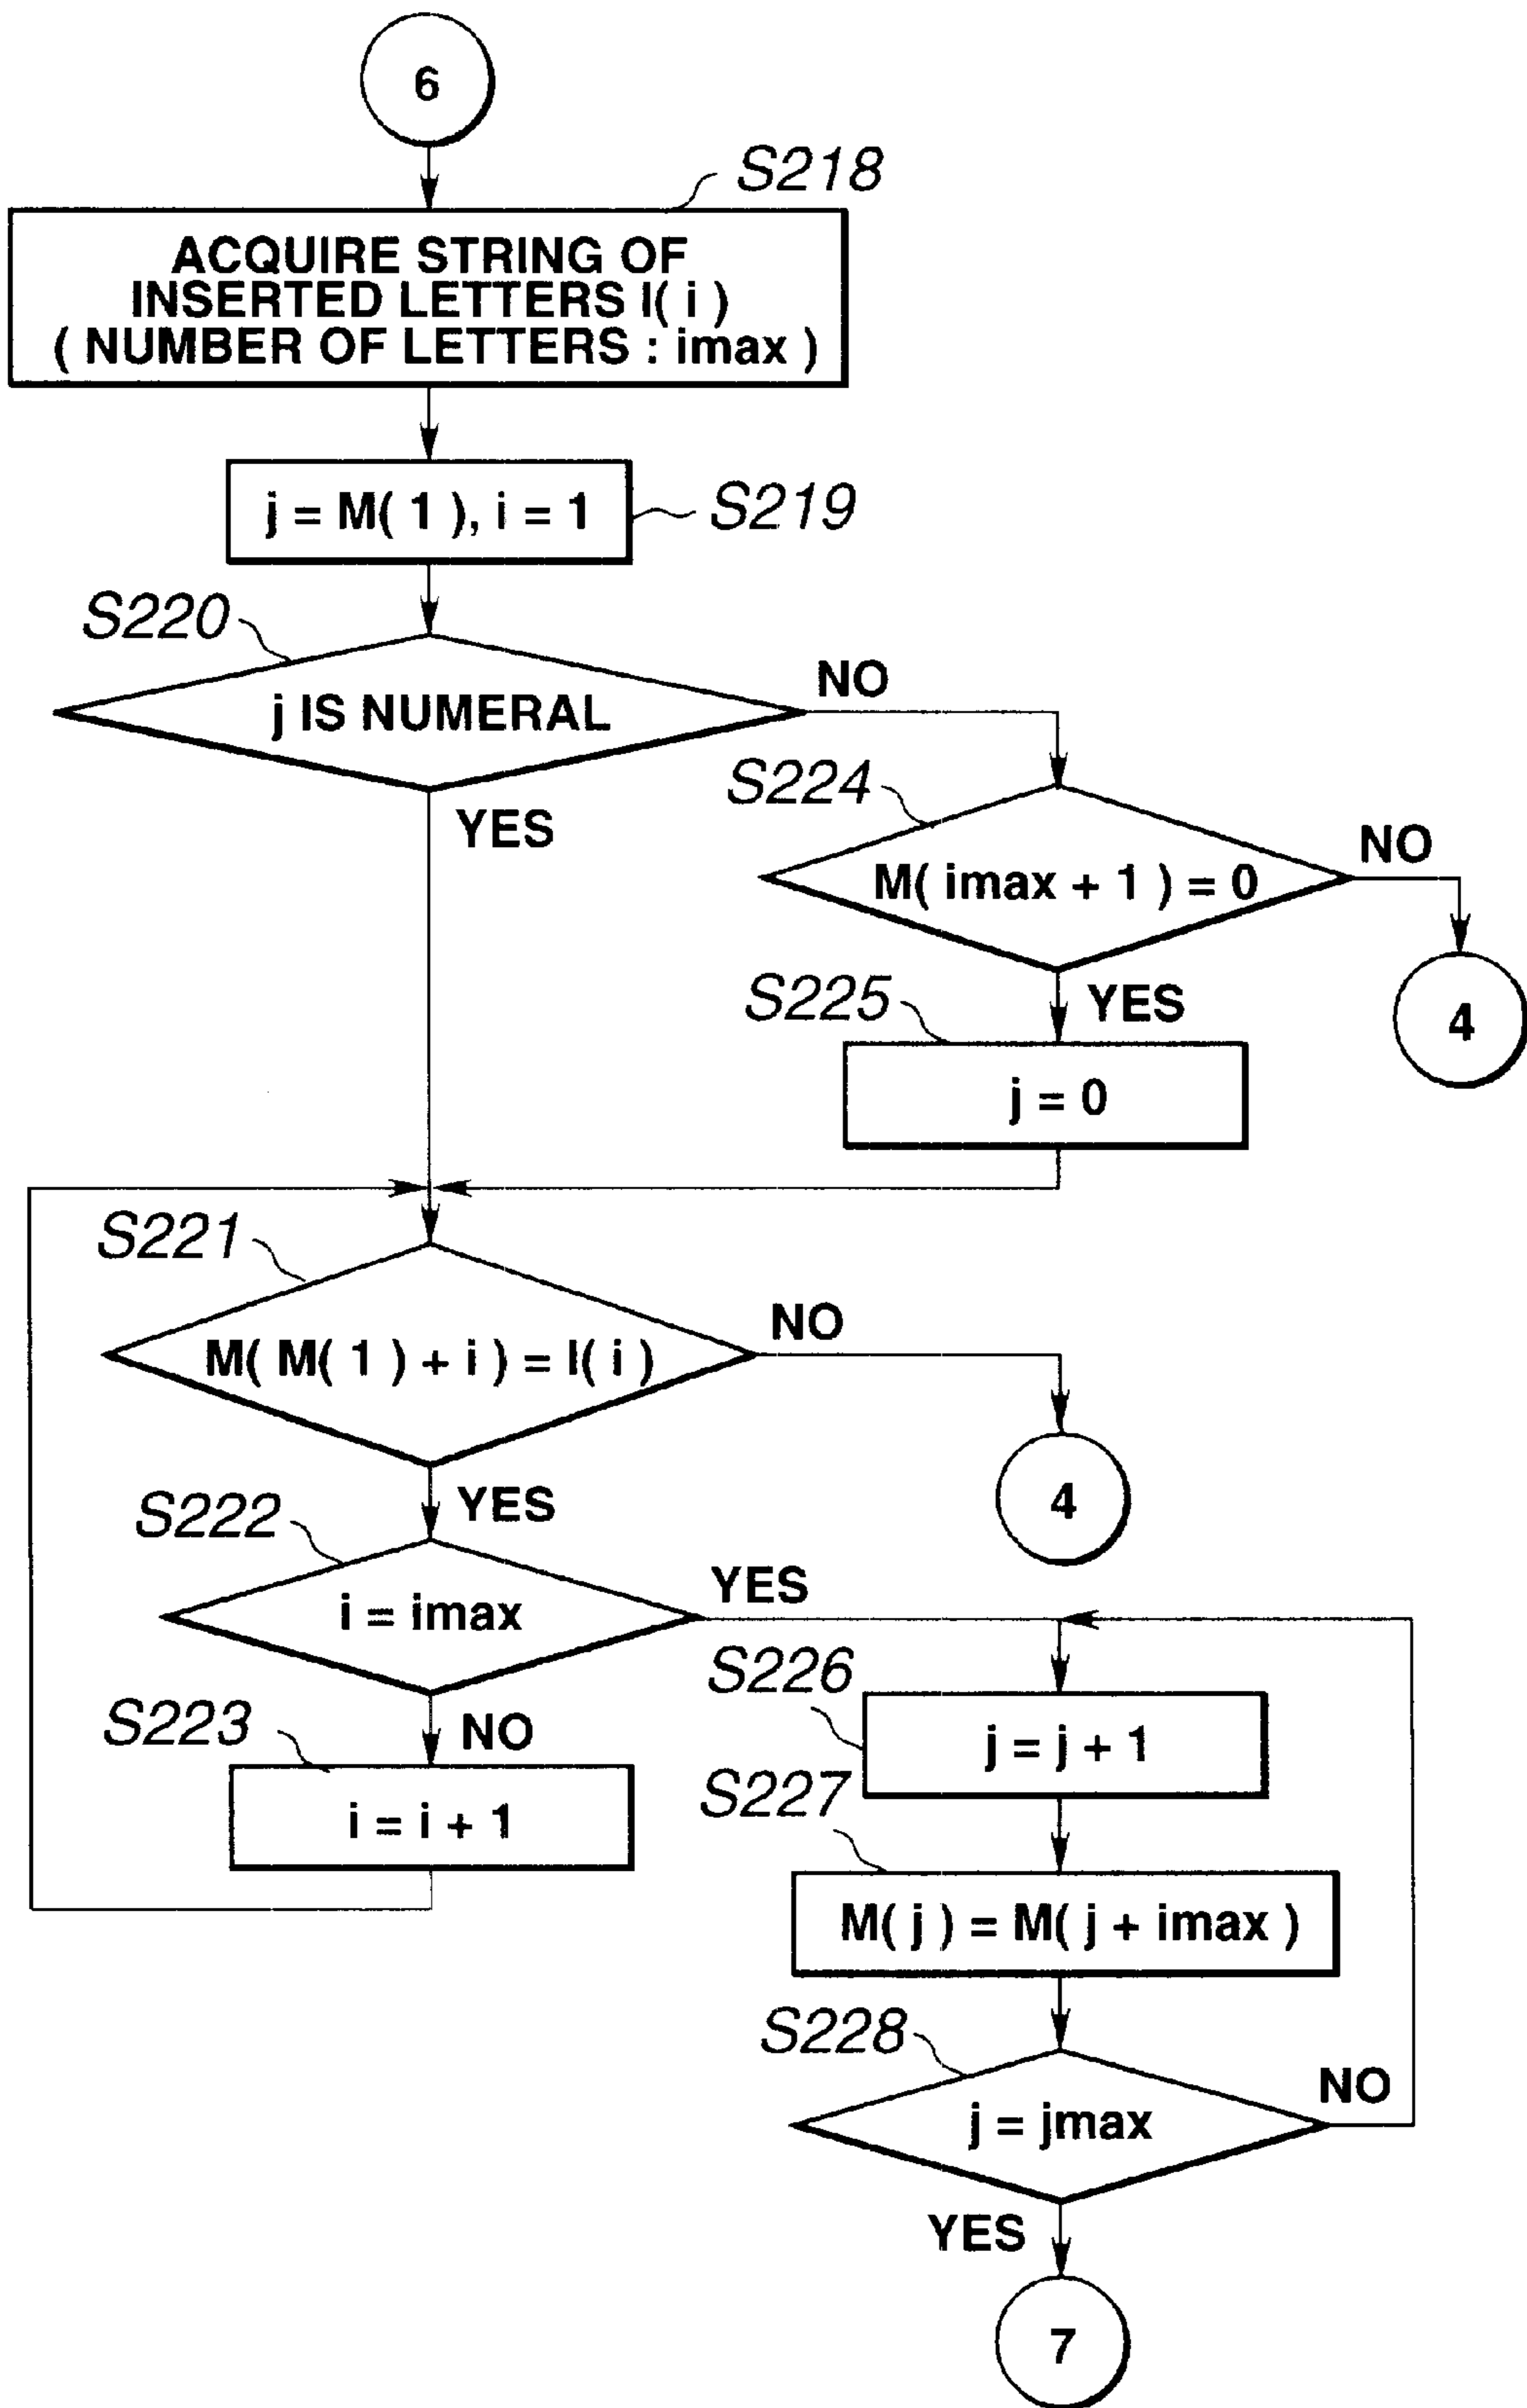 6
S218
ACQUIRE STRING OF
INSERTED LETTERS I( i )
( NUMBER OF LETTERS : imax )
j = M( 1 ), i = 1
S219
S220
j IS NUMERAL
NO
YES
S224
M( imax + 1 ) = 0
NO
4
S225
YES
j = 0
S221
M( M( 1 ) + i ) = I( i )
NO
4
S222
YES
i = imax
YES
S223
NO
i = i + 1
S226
j = j + 1
S227
M( j ) = M( j + imax )
S228
j = jmax
NO
YES
7